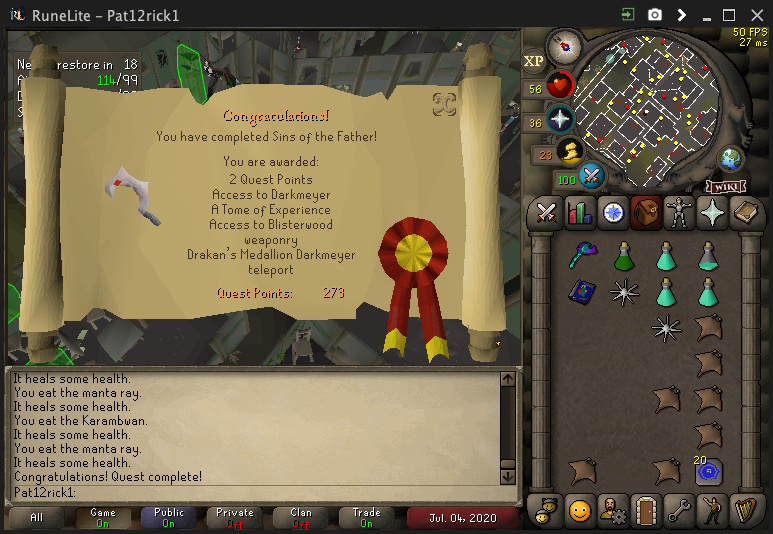 RuneLite - Pat12rick1
50 FPS
27 ms
restore in 18
114/99
XP
56
36
23
100
WIKI
Congratulations!
You have completed Sins of the Father!
You are awarded:
2 Quest Points
Access to Darkmeyer
A Tome of Experience
Access to Blisterwood
weaponry
Drakan's Medallion Darkmeyer
teleport
Quest Points: 273
20
It heals some health.
You eat the manta ray.
It heals some health.
You eat the Karambwan.
It heals some health.
You eat the manta ray.
It heals some health.
Congratulations! Quest complete!
Pat12rick1:
All
Game
On
Public
On
Private
Off
Clan
Off
Trade
On
Jul. 04, 2020